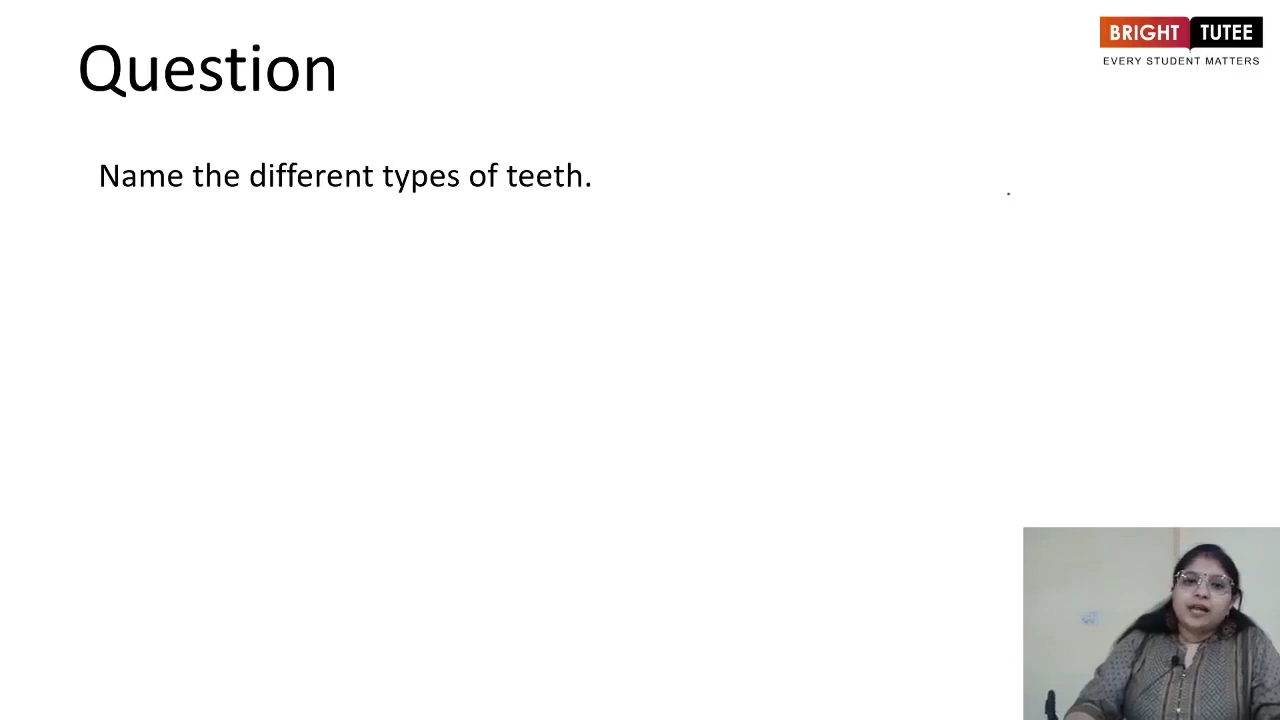 Question
BRIGHT TUTEE
EVERY STUDENT MATTERS
Name the different types of teeth.